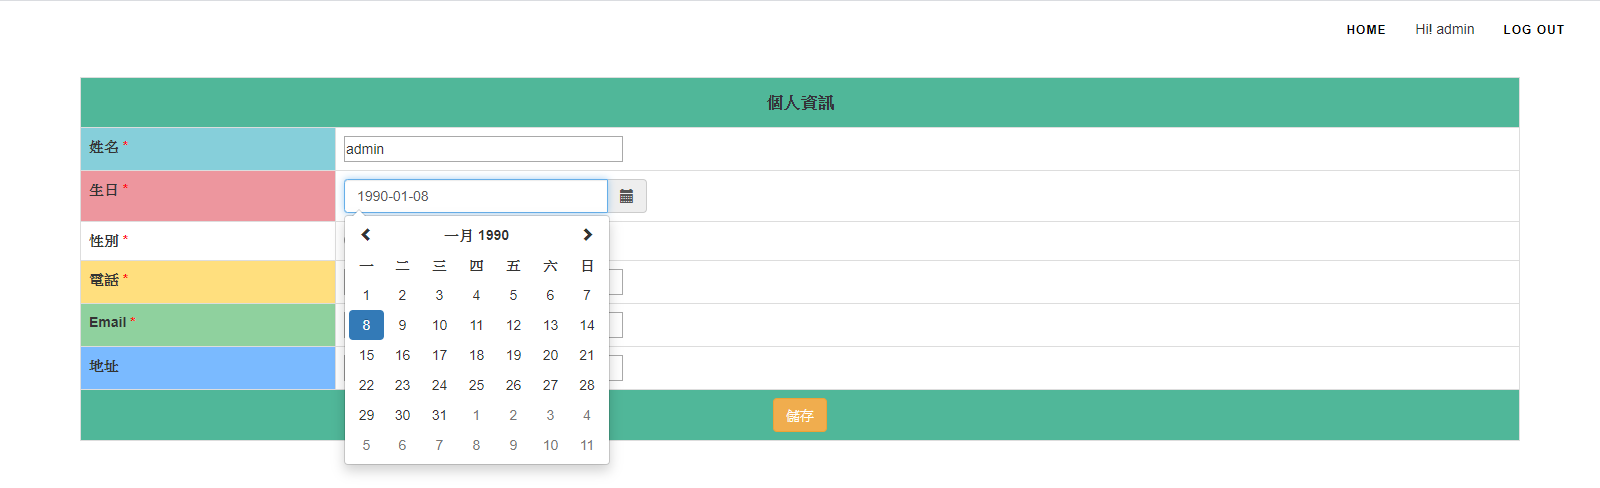 HOME Hi! admin LOG OUT
個人資訊
姓名 * admin
生日 * 1990-01-08
一月 1990
一 二 三 四 五 六 日
1 2 3 4 5 6 7
8 9 10 11 12 13 14
15 16 17 18 19 20 21
22 23 24 25 26 27 28
29 30 31 1 2 3 4
5 6 7 8 9 10 11
性別 *
電話 *
Email *
地址
儲存